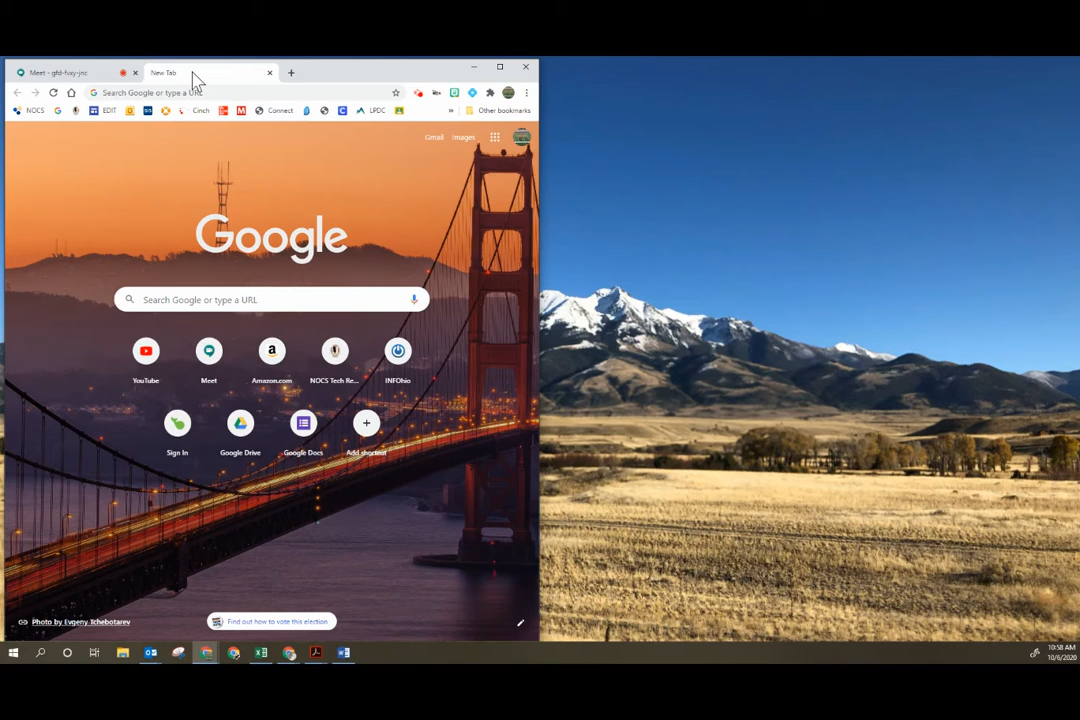 Meet - gfd-fvxy-jnc
New Tab
Search Google or type a URL
NOCS
EDIT
Cinch
Connect
LPDC
» Other bookmarks
Gmail Images
Google
Search Google or type a URL
YouTube Meet Amazon.com NOCS Tech Re... INFOhio
Sign In Google Drive Google Docs Add shortcut
Photo by Evgeny Tchebotarev
Find out how to vote this election
10:58 AM
10/6/2020